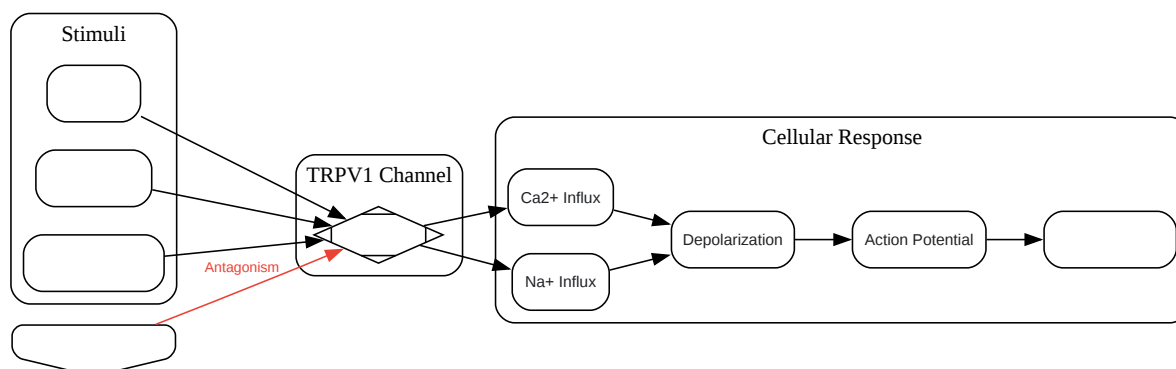 Stimuli
TRPV1 Channel
Antagonism
Cellular Response
Ca2+ Influx
Na+ Influx
Depolarization
Action Potential